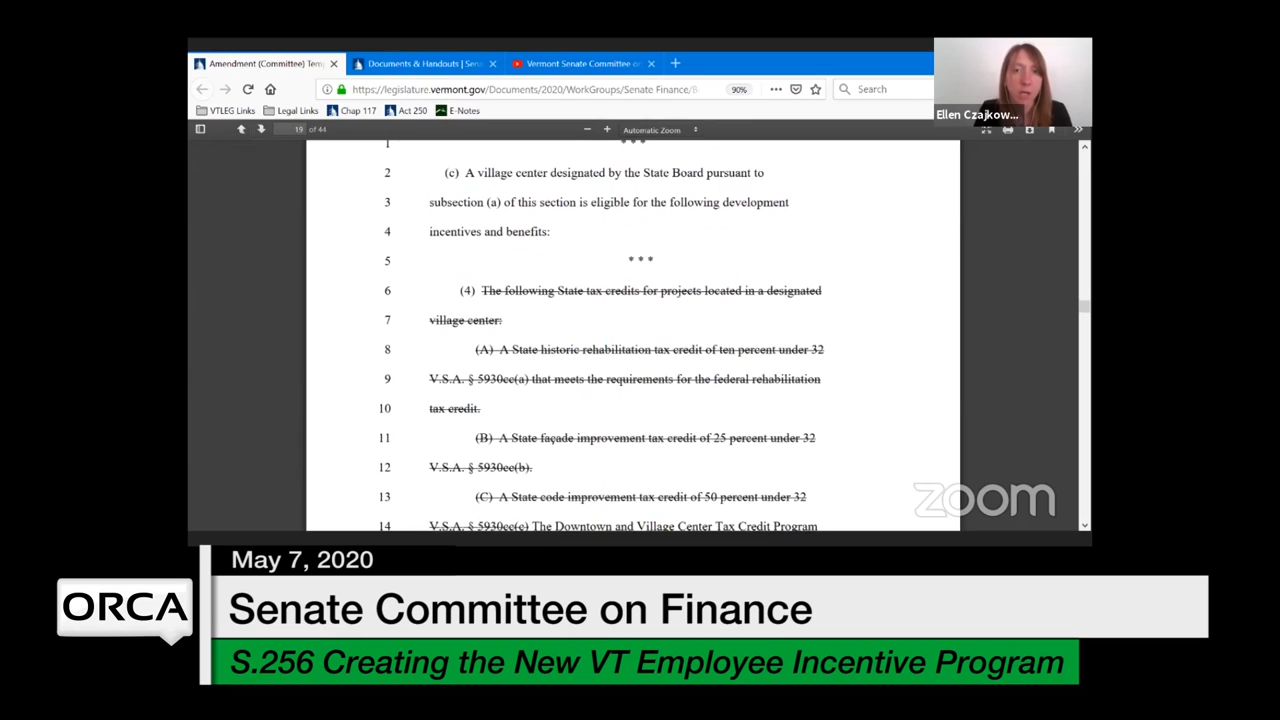 Amendment (Committee) Tem
Documents & Handouts | Sen
Vermont Senate Committee o
https://legislature.vermont.gov/Documents/2020/WorkGroups/Senate Finance/B
90%
Search
VTLEG Links
Legal Links
Chap 117
Act 250
E-Notes
Ellen Czajkow...
19 of 44
Automatic Zoom
1 * * *
2 (c) A village center designated by the State Board pursuant to
3 subsection (a) of this section is eligible for the following development
4 incentives and benefits:
5 * * *
6 (4) The following State tax credits for projects located in a designated
7 village center:
8 (A) A State historic rehabilitation tax credit of ten percent under 32
9 V.S.A. § 5930cc(a) that meets the requirements for the federal rehabilitation
10 tax credit.
11 (B) A State façade improvement tax credit of 25 percent under 32
12 V.S.A. § 5930cc(b).
13 (C) A State code improvement tax credit of 50 percent under 32
14 V.S.A. § 5930cc(c) The Downtown and Village Center Tax Credit Program
zoom
May 7, 2020
ORCA
Senate Committee on Finance
S.256 Creating the New VT Employee Incentive Program